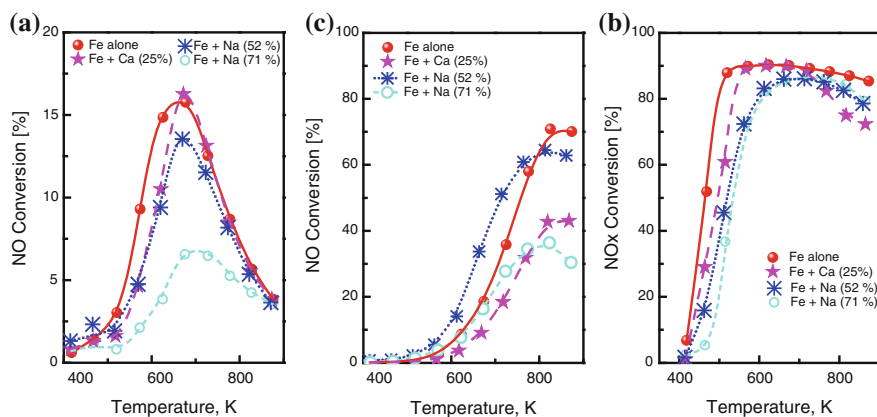 (a)
NO Conversion [%]
20
15
10
5
0
Fe alone
Fe + Ca (25%)
Fe + Na (52 %)
Fe + Na (71 %)
400 600 800
Temperature, K
(c)
NO Conversion [%]
100
80
60
40
20
0
Fe alone
Fe + Ca (25%)
Fe + Na (52 %)
Fe + Na (71 %)
400 600 800
Temperature, K
(b)
NOx Conversion [%]
100
80
60
40
20
0
Fe alone
Fe + Ca (25%)
Fe + Na (52 %)
Fe + Na (71 %)
400 600 800
Temperature, K